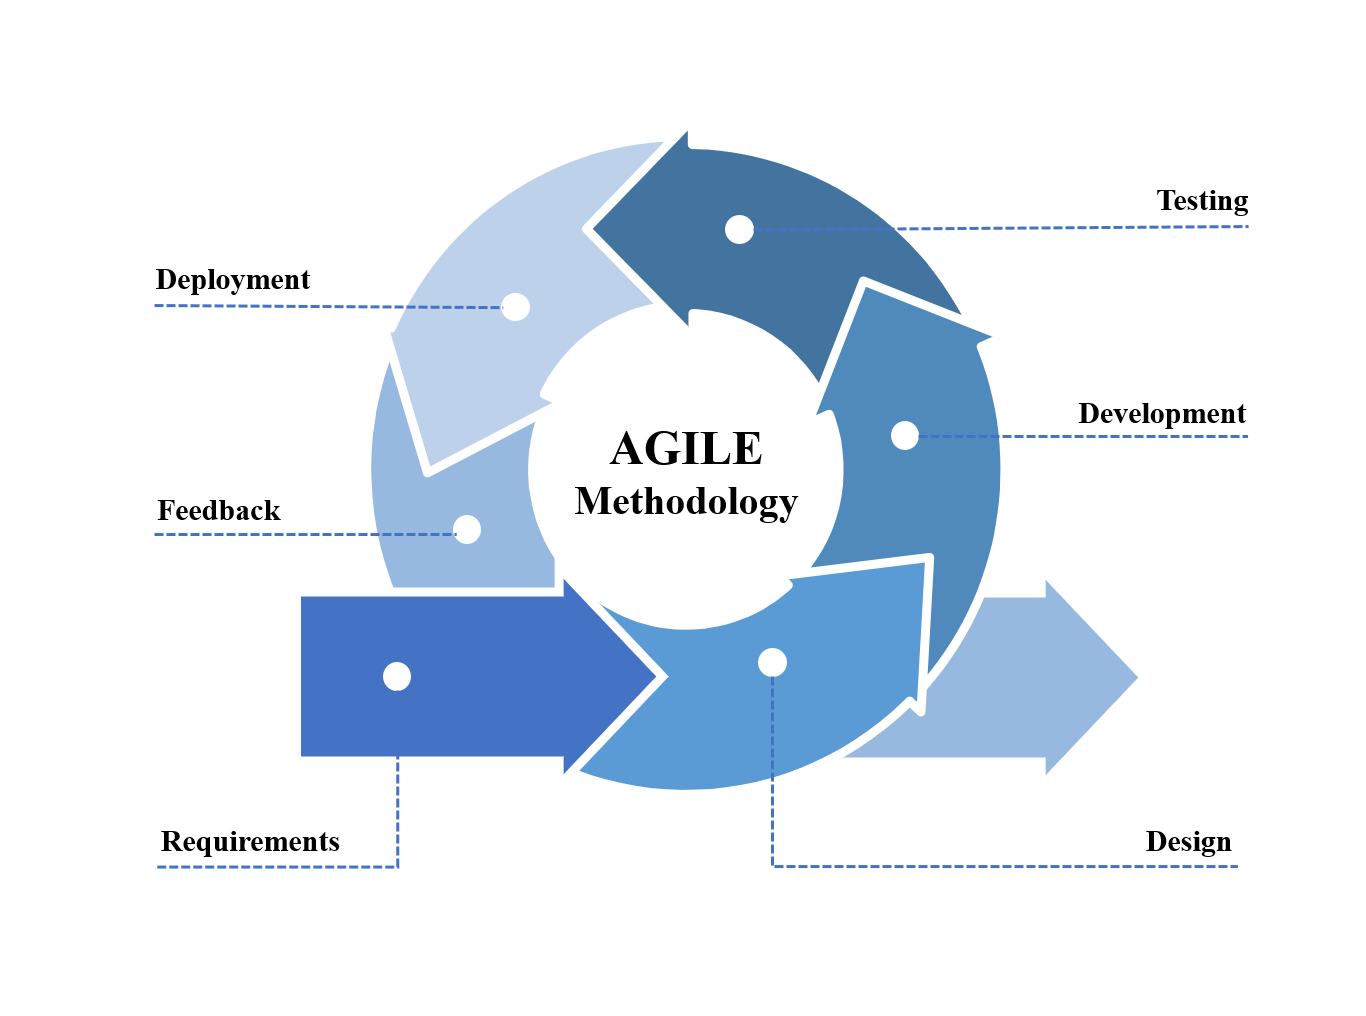 Testing
Deployment
Development
AGILE
Methodology
Feedback
Requirements
Design